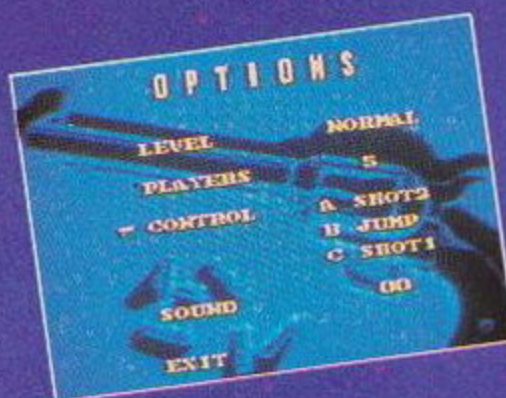 OPTIONS
LEVEL NORMAL
PLAYERS 5
CONTROL A SHOT2
B JUMP
C SHOT1
SOUND 00
EXIT